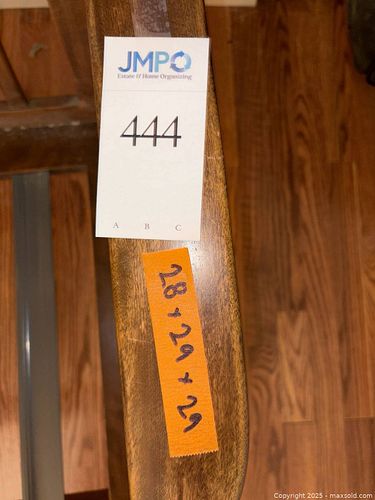 JMPO
Estate & Home Organizing
444
A B C
28 x 29 x 29
Copyright 2025 - maxsold.com